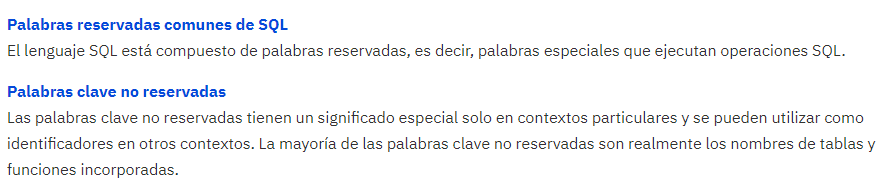 Palabras reservadas comunes de SQL
El lenguaje SQL está compuesto de palabras reservadas, es decir, palabras especiales que ejecutan operaciones SQL.
Palabras clave no reservadas
Las palabras clave no reservadas tienen un significado especial solo en contextos particulares y se pueden utilizar como
identificadores en otros contextos. La mayoría de las palabras clave no reservadas son realmente los nombres de tablas y
funciones incorporadas.